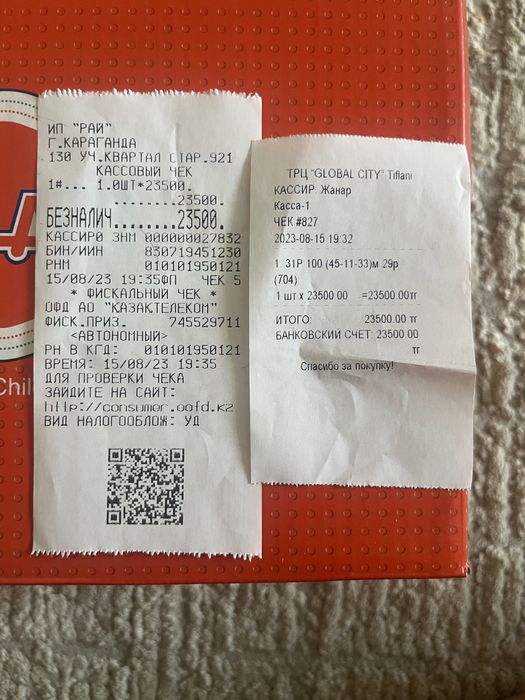 ИП "РАЙ"
Г.КАРАГАНДА
130 УЧ.КВАРТАЛ СТАР.921
КАССОВЫЙ ЧЕК
1#... 1.0ШТ*23500.
........23500.
БЕЗНАЛИЧ........23500.
КАССИР0 ЗНМ 000000027832
БИН/ИИН 830719451230
РНМ 010101950121
15/08/23 19:35ФП ЧЕК 5
* ФИСКАЛЬНЫЙ ЧЕК *
ОФД АО "КАЗАКТЕЛЕКОМ"
ФИСК.ПРИЗ. 745529711
<АВТОНОМНЫЙ>
РН В КГД: 010101950121
ВРЕМЯ: 15/08/23 19:35
ДЛЯ ПРОВЕРКИ ЧЕКА
ЗАЙДИТЕ НА САЙТ:
http://consumer.oofd.kz
ВИД НАЛОГООБЛОЖ: УД
ТРЦ "GLOBAL CITY" Tiffani
КАССИР: Жанар
Касса-1
ЧЕК #827
2023-08-15 19:32
1. 31Р 100 (45-11-33)м 29р
(704)
1 шт x 23500.00 =23500.00тг
ИТОГО: 23500.00тг
БАНКОВСКИЙ СЧЕТ: 23500.00
тг
Спасибо за покупку!